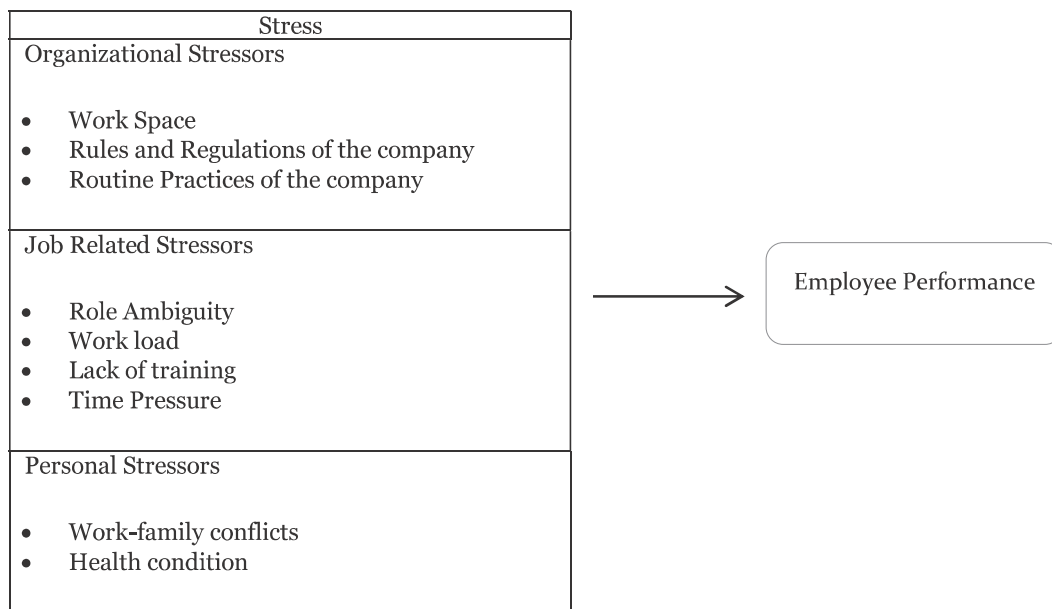 Stress
Organizational Stressors
• Work Space
• Rules and Regulations of the company
• Routine Practices of the company
Job Related Stressors
• Role Ambiguity
• Work load
• Lack of training
• Time Pressure
Personal Stressors
• Work-family conflicts
• Health condition
Employee Performance